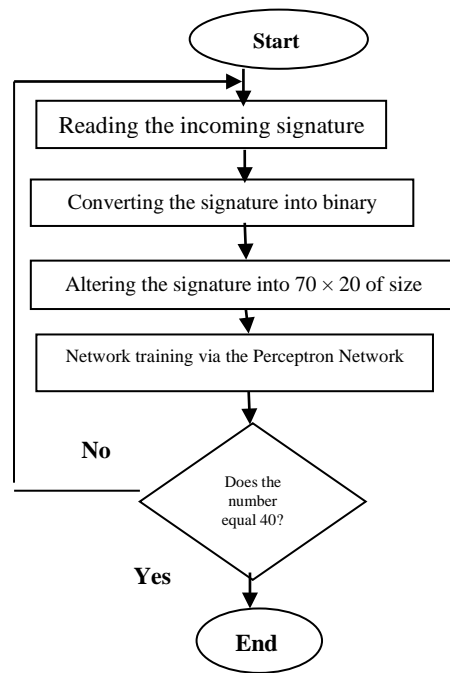 Start
Reading the incoming signature
Converting the signature into binary
Altering the signature into 70 × 20 of size
Network training via the Perceptron Network
No
Does the
number
equal 40?
Yes
End